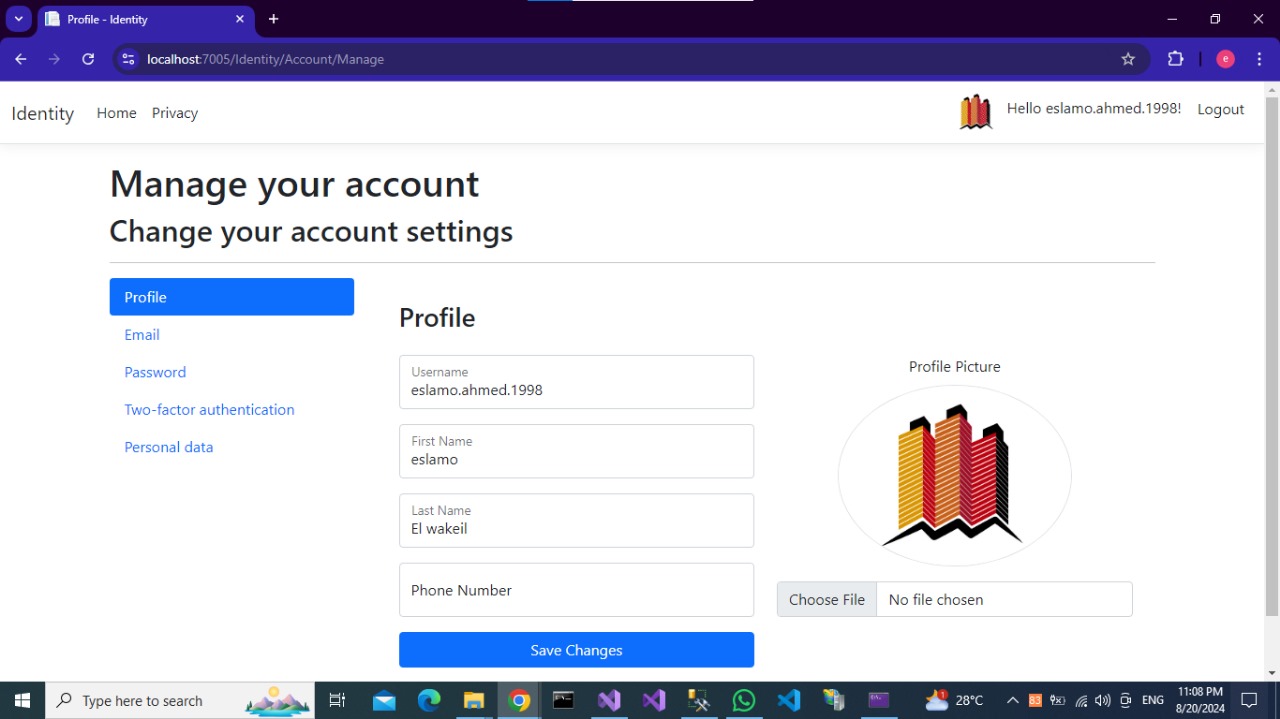 Profile - Identity
localhost:7005/Identity/Account/Manage
e
Identity Home Privacy
Hello eslamo.ahmed.1998! Logout
Manage your account
Change your account settings
Profile
Email
Password
Two-factor authentication
Personal data
Profile
Username
eslamo.ahmed.1998
First Name
eslamo
Last Name
El wakeil
Phone Number
Save Changes
Profile Picture
Choose File No file chosen
Type here to search
1
28°C
83
ENG
11:08 PM
8/20/2024